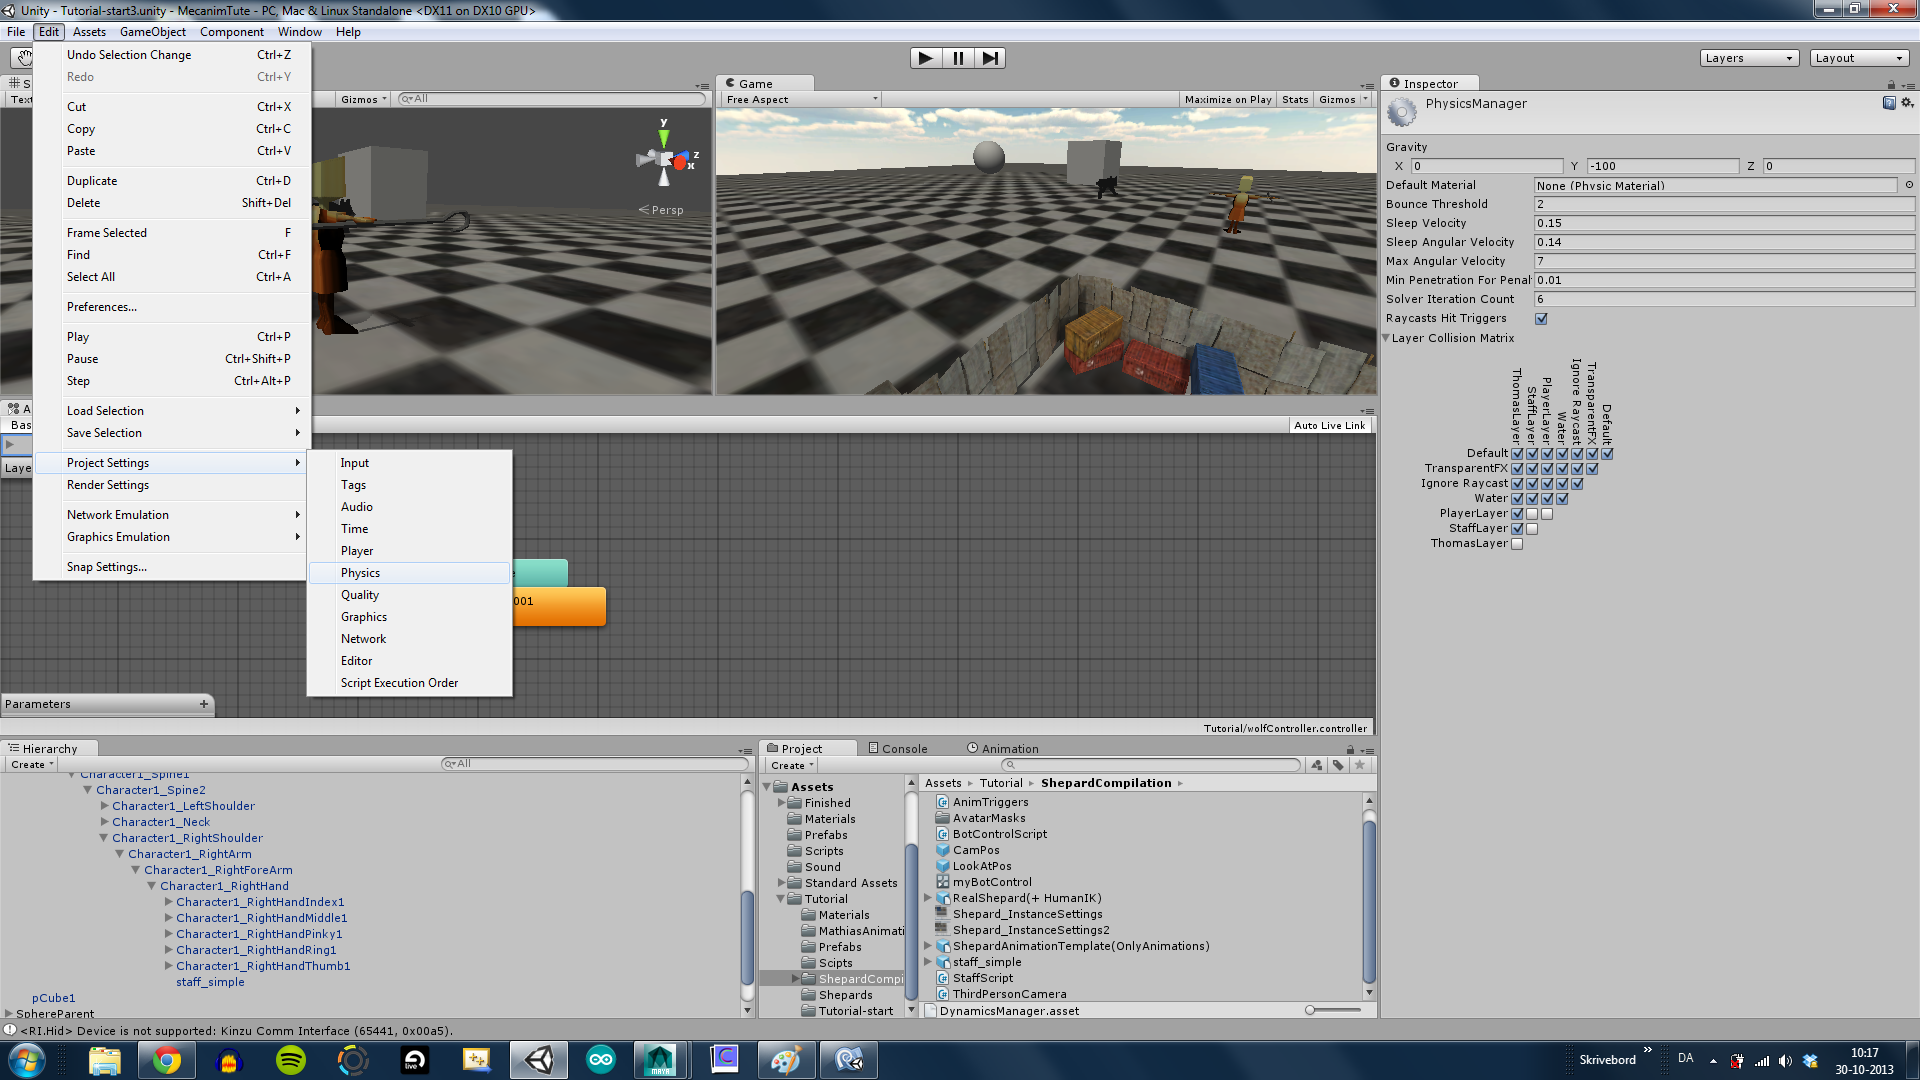 Unity - Tutorial-start3.unity - MecanimTute - PC, Mac & Linux Standalone <DX11 on DX10 GPU>
File Edit Assets GameObject Component Window Help
Layers Layout
Undo Selection Change Ctrl+Z
Redo Ctrl+Y
Cut Ctrl+X
Copy Ctrl+C
Paste Ctrl+V
Duplicate Ctrl+D
Delete Shift+Del
Frame Selected F
Find Ctrl+F
Select All Ctrl+A
Preferences...
Play Ctrl+P
Pause Ctrl+Shift+P
Step Ctrl+Alt+P
Load Selection
Save Selection
Project Settings
Render Settings
Network Emulation
Graphics Emulation
Snap Settings...
Input
Tags
Audio
Time
Player
Physics
Quality
Graphics
Network
Editor
Script Execution Order
S
Text
Gizmos All
y
z
x
Persp
Game
Free Aspect Maximize on Play Stats Gizmos
A
Bas
Auto Live Link
Laye
e
001
Parameters +
Tutorial/wolfController.controller
Inspector
PhysicsManager
Gravity
X 0 Y -100 Z 0
Default Material None (Physic Material)
Bounce Threshold 2
Sleep Velocity 0.15
Sleep Angular Velocity 0.14
Max Angular Velocity 7
Min Penetration For Penal 0.01
Solver Iteration Count 6
Raycasts Hit Triggers
Layer Collision Matrix
ThomasLayer
StaffLayer
PlayerLayer
Water
Ignore Raycast
TransparentFX
Default
Default
TransparentFX
Ignore Raycast
Water
PlayerLayer
StaffLayer
ThomasLayer
Hierarchy
Create All
Character1_Spine1
Character1_Spine2
Character1_LeftShoulder
Character1_Neck
Character1_RightShoulder
Character1_RightArm
Character1_RightForeArm
Character1_RightHand
Character1_RightHandIndex1
Character1_RightHandMiddle1
Character1_RightHandPinky1
Character1_RightHandRing1
Character1_RightHandThumb1
staff_simple
pCube1
SphereParent
Project Console Animation
Create
Assets
Finished
Materials
Prefabs
Scripts
Sound
Standard Assets
Tutorial
Materials
MathiasAnimati
Prefabs
Scipts
ShepardCompi
Shepards
Tutorial-start
Assets Tutorial ShepardCompilation
AnimTriggers
AvatarMasks
BotControlScript
CamPos
LookAtPos
myBotControl
RealShepard(+ HumanIK)
Shepard_InstanceSettings
Shepard_InstanceSettings2
ShepardAnimationTemplate(OnlyAnimations)
staff_simple
StaffScript
ThirdPersonCamera
DynamicsManager.asset
<RI.Hid> Device is not supported: Kinzu Comm Interface (65441, 0x00a5).
live
MAYA
Skrivebord
DA
10:17
30-10-2013